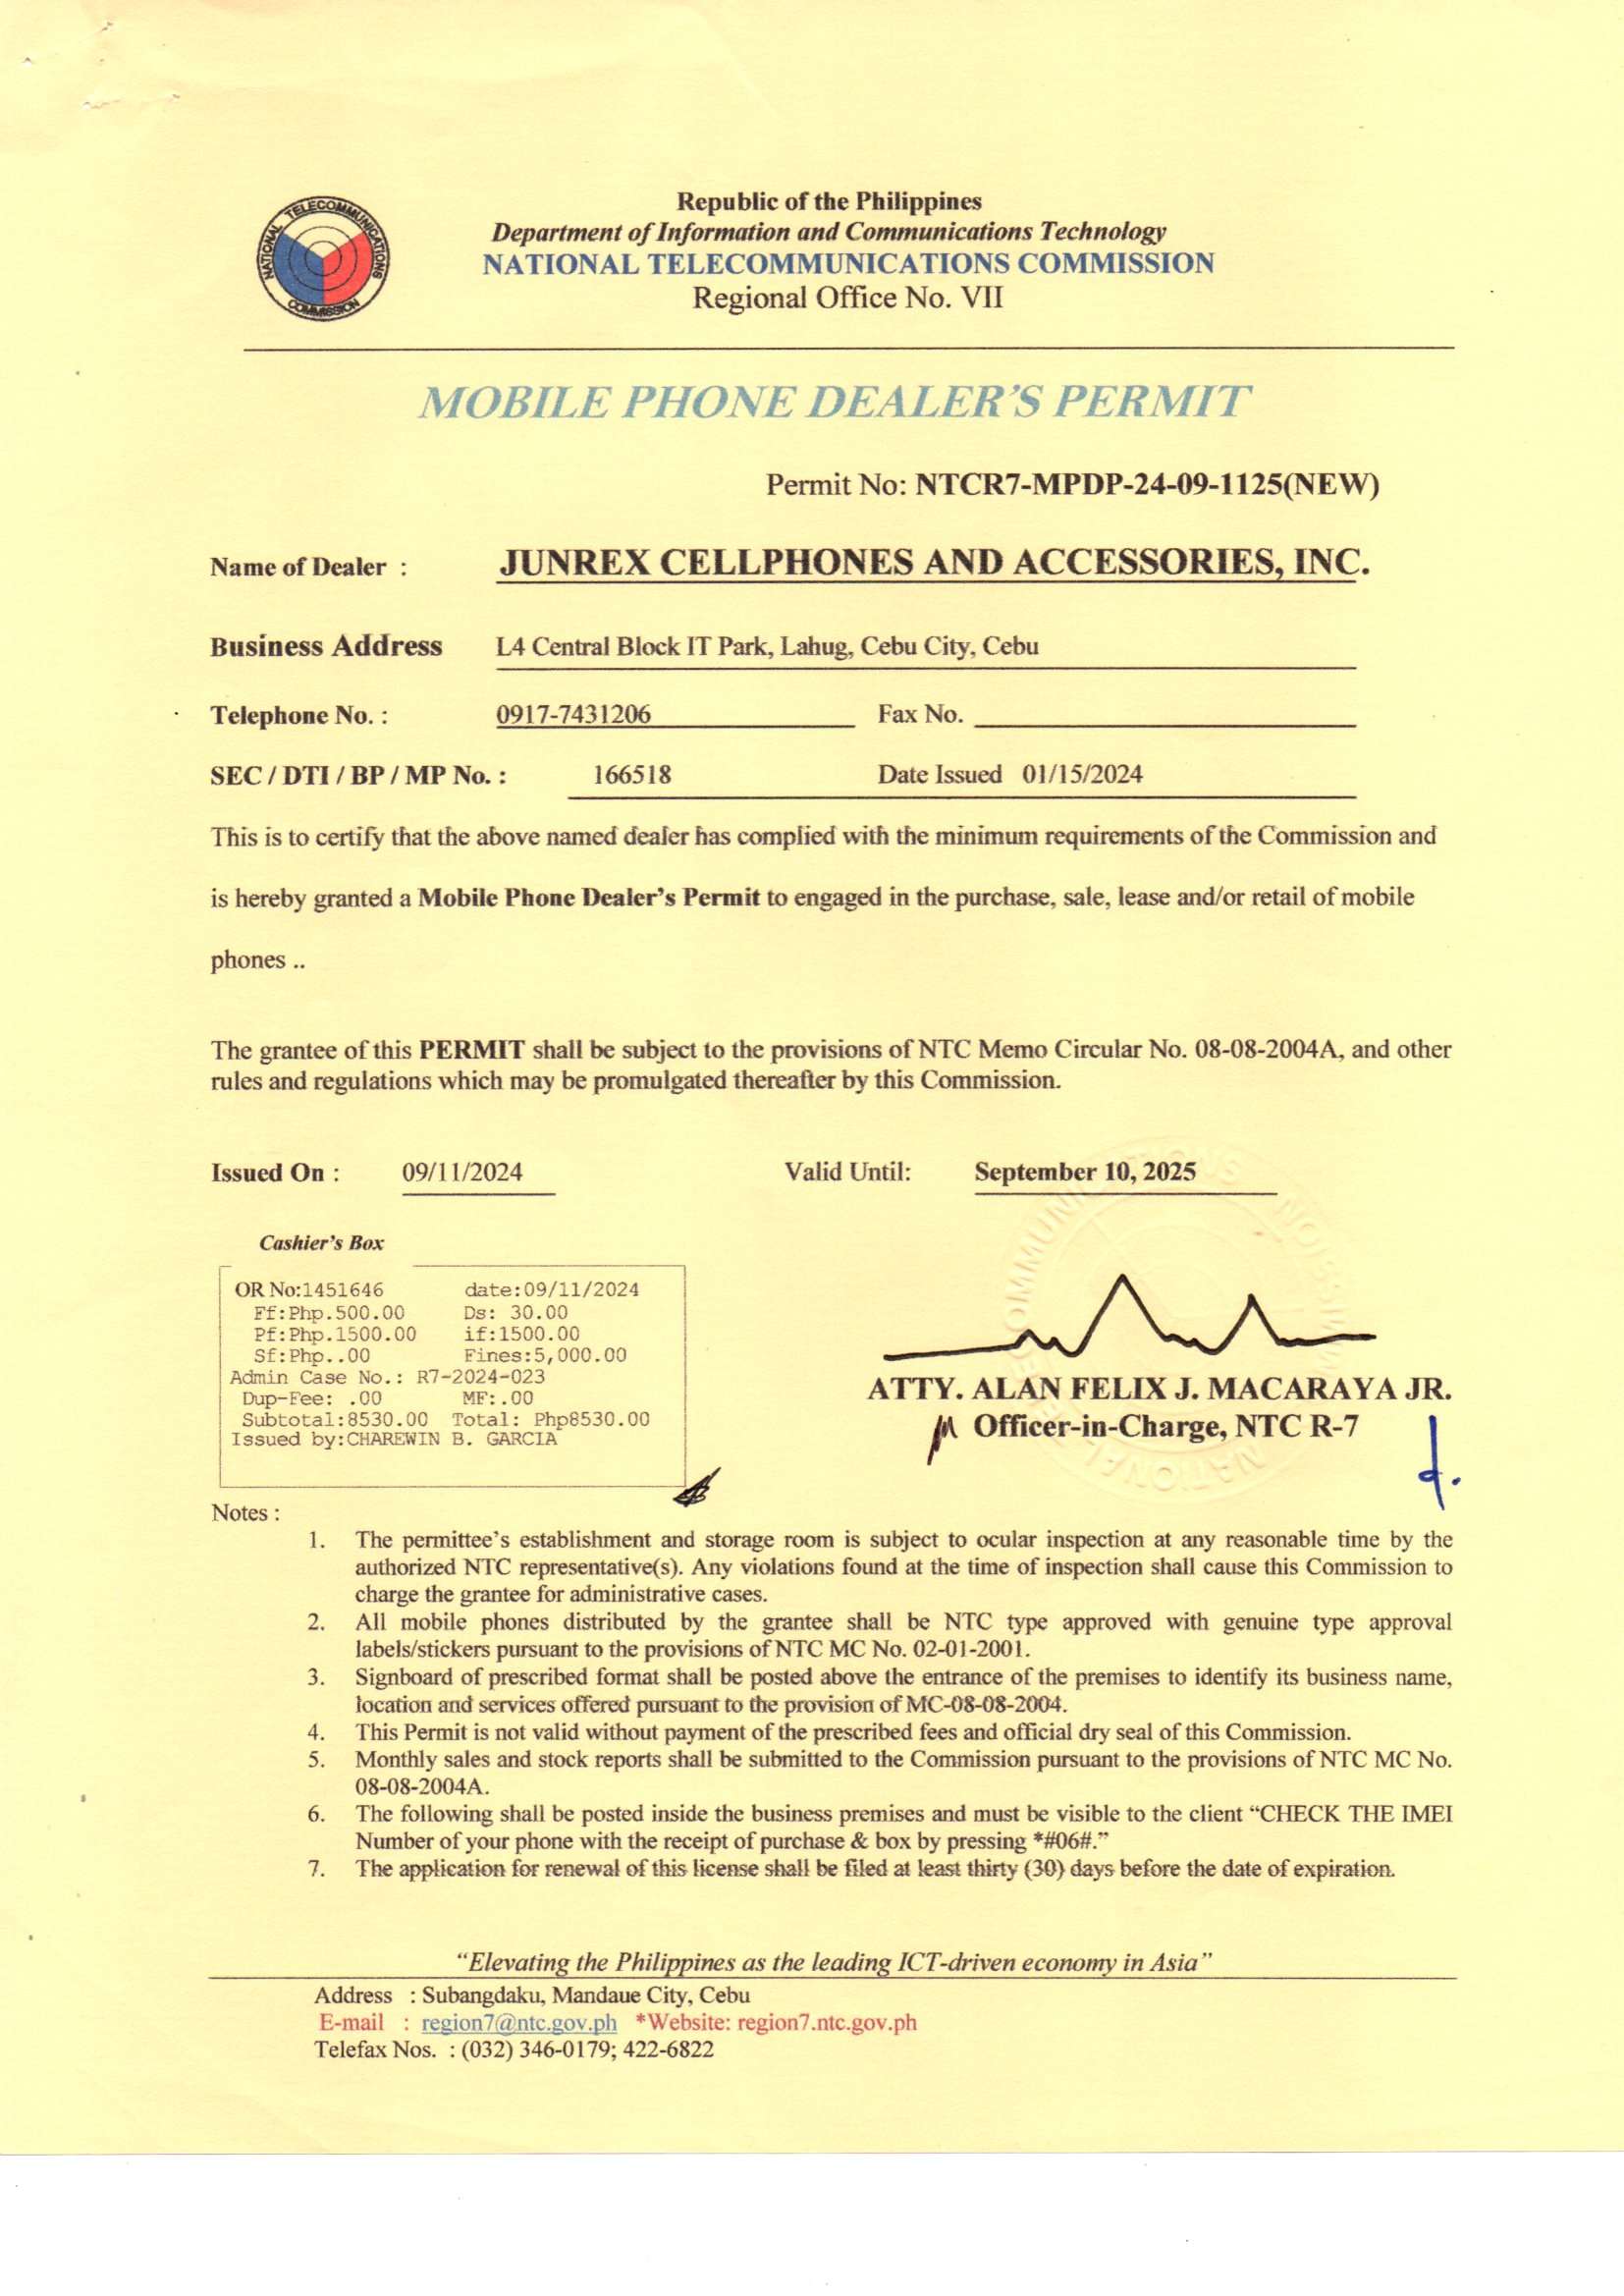 NATIONAL TELECOMMUNICATIONS COMMISSION
Republic of the Philippines
Department of Information and Communications Technology
NATIONAL TELECOMMUNICATIONS COMMISSION
Regional Office No. VII
MOBILE PHONE DEALER'S PERMIT
Permit No: NTCR7-MPDP-24-09-1125(NEW)
Name of Dealer : JUNREX CELLPHONES AND ACCESSORIES, INC.
Business Address L4 Central Block IT Park, Lahug, Cebu City, Cebu
Telephone No. : 0917-7431206 Fax No.
SEC / DTI / BP / MP No. : 166518 Date Issued 01/15/2024
This is to certify that the above named dealer has complied with the minimum requirements of the Commission and
is hereby granted a Mobile Phone Dealer's Permit to engaged in the purchase, sale, lease and/or retail of mobile
phones ..
The grantee of this PERMIT shall be subject to the provisions of NTC Memo Circular No. 08-08-2004A, and other
rules and regulations which may be promulgated thereafter by this Commission.
Issued On : 09/11/2024 Valid Until: September 10, 2025
Cashier's Box
OR No:1451646 date:09/11/2024
Ff:Php.500.00 Ds: 30.00
Pf:Php.1500.00 if:1500.00
Sf:Php..00 Fines:5,000.00
Admin Case No.: R7-2024-023
Dup-Fee: .00 MF:.00
Subtotal:8530.00 Total: Php8530.00
Issued by:CHAREWIN B. GARCIA
ATTY. ALAN FELIX J. MACARAYA JR.
Officer-in-Charge, NTC R-7
Notes :
1. The permittee's establishment and storage room is subject to ocular inspection at any reasonable time by the
authorized NTC representative(s). Any violations found at the time of inspection shall cause this Commission to
charge the grantee for administrative cases.
2. All mobile phones distributed by the grantee shall be NTC type approved with genuine type approval
labels/stickers pursuant to the provisions of NTC MC No. 02-01-2001.
3. Signboard of prescribed format shall be posted above the entrance of the premises to identify its business name,
location and services offered pursuant to the provision of MC-08-08-2004.
4. This Permit is not valid without payment of the prescribed fees and official dry seal of this Commission.
5. Monthly sales and stock reports shall be submitted to the Commission pursuant to the provisions of NTC MC No.
08-08-2004A.
6. The following shall be posted inside the business premises and must be visible to the client “CHECK THE IMEI
Number of your phone with the receipt of purchase & box by pressing *#06#.”
7. The application for renewal of this license shall be filed at least thirty (30) days before the date of expiration.
“Elevating the Philippines as the leading ICT-driven economy in Asia”
Address : Subangdaku, Mandaue City, Cebu
E-mail : region7@ntc.gov.ph *Website: region7.ntc.gov.ph
Telefax Nos. : (032) 346-0179; 422-6822